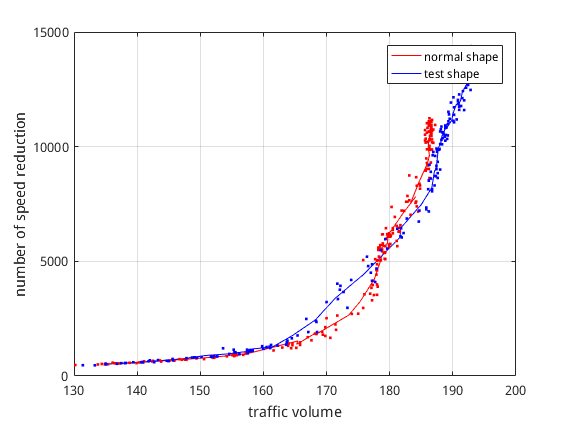 15000
10000
5000
0
number of speed reduction
normal shape
test shape
130 140 150 160 170 180 190 200
traffic volume